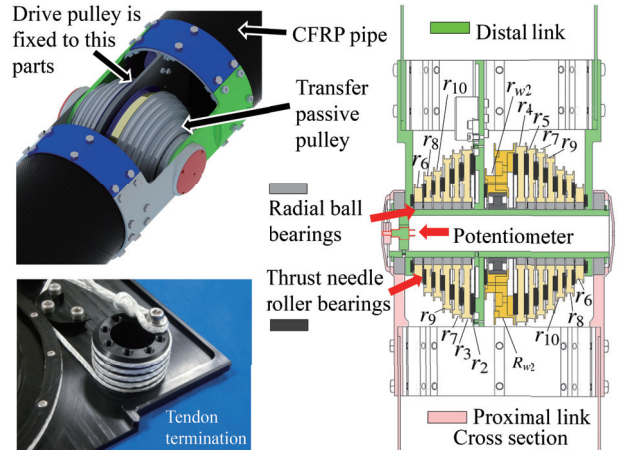 Drive pulley is
fixed to this
parts
CFRP pipe
Transfer
passive
pulley
Radial ball
bearings
Thrust needle
roller bearings
Tendon
termination
Distal link
r10
r8
r6
rw2
r4
r5
r7
r9
Potentiometer
r9
r7
r3
r2
Rw2
r10
r8
r6
Proximal link
Cross section